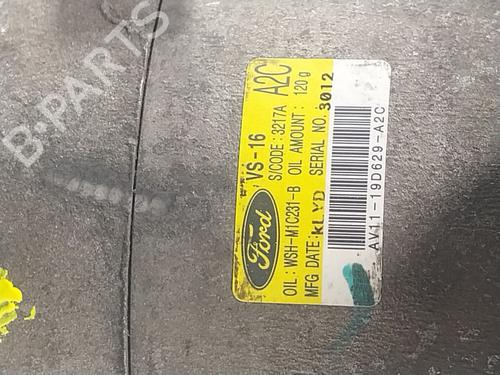 B-PARTS
Ford
VS-16 A2C
S/CODE : 3217A
OIL : WSH-M1C231-B OIL AMOUNT : 120 g
MFG DATE: KLYD SERIAL NO. 3012
AV11-19D629-A2C